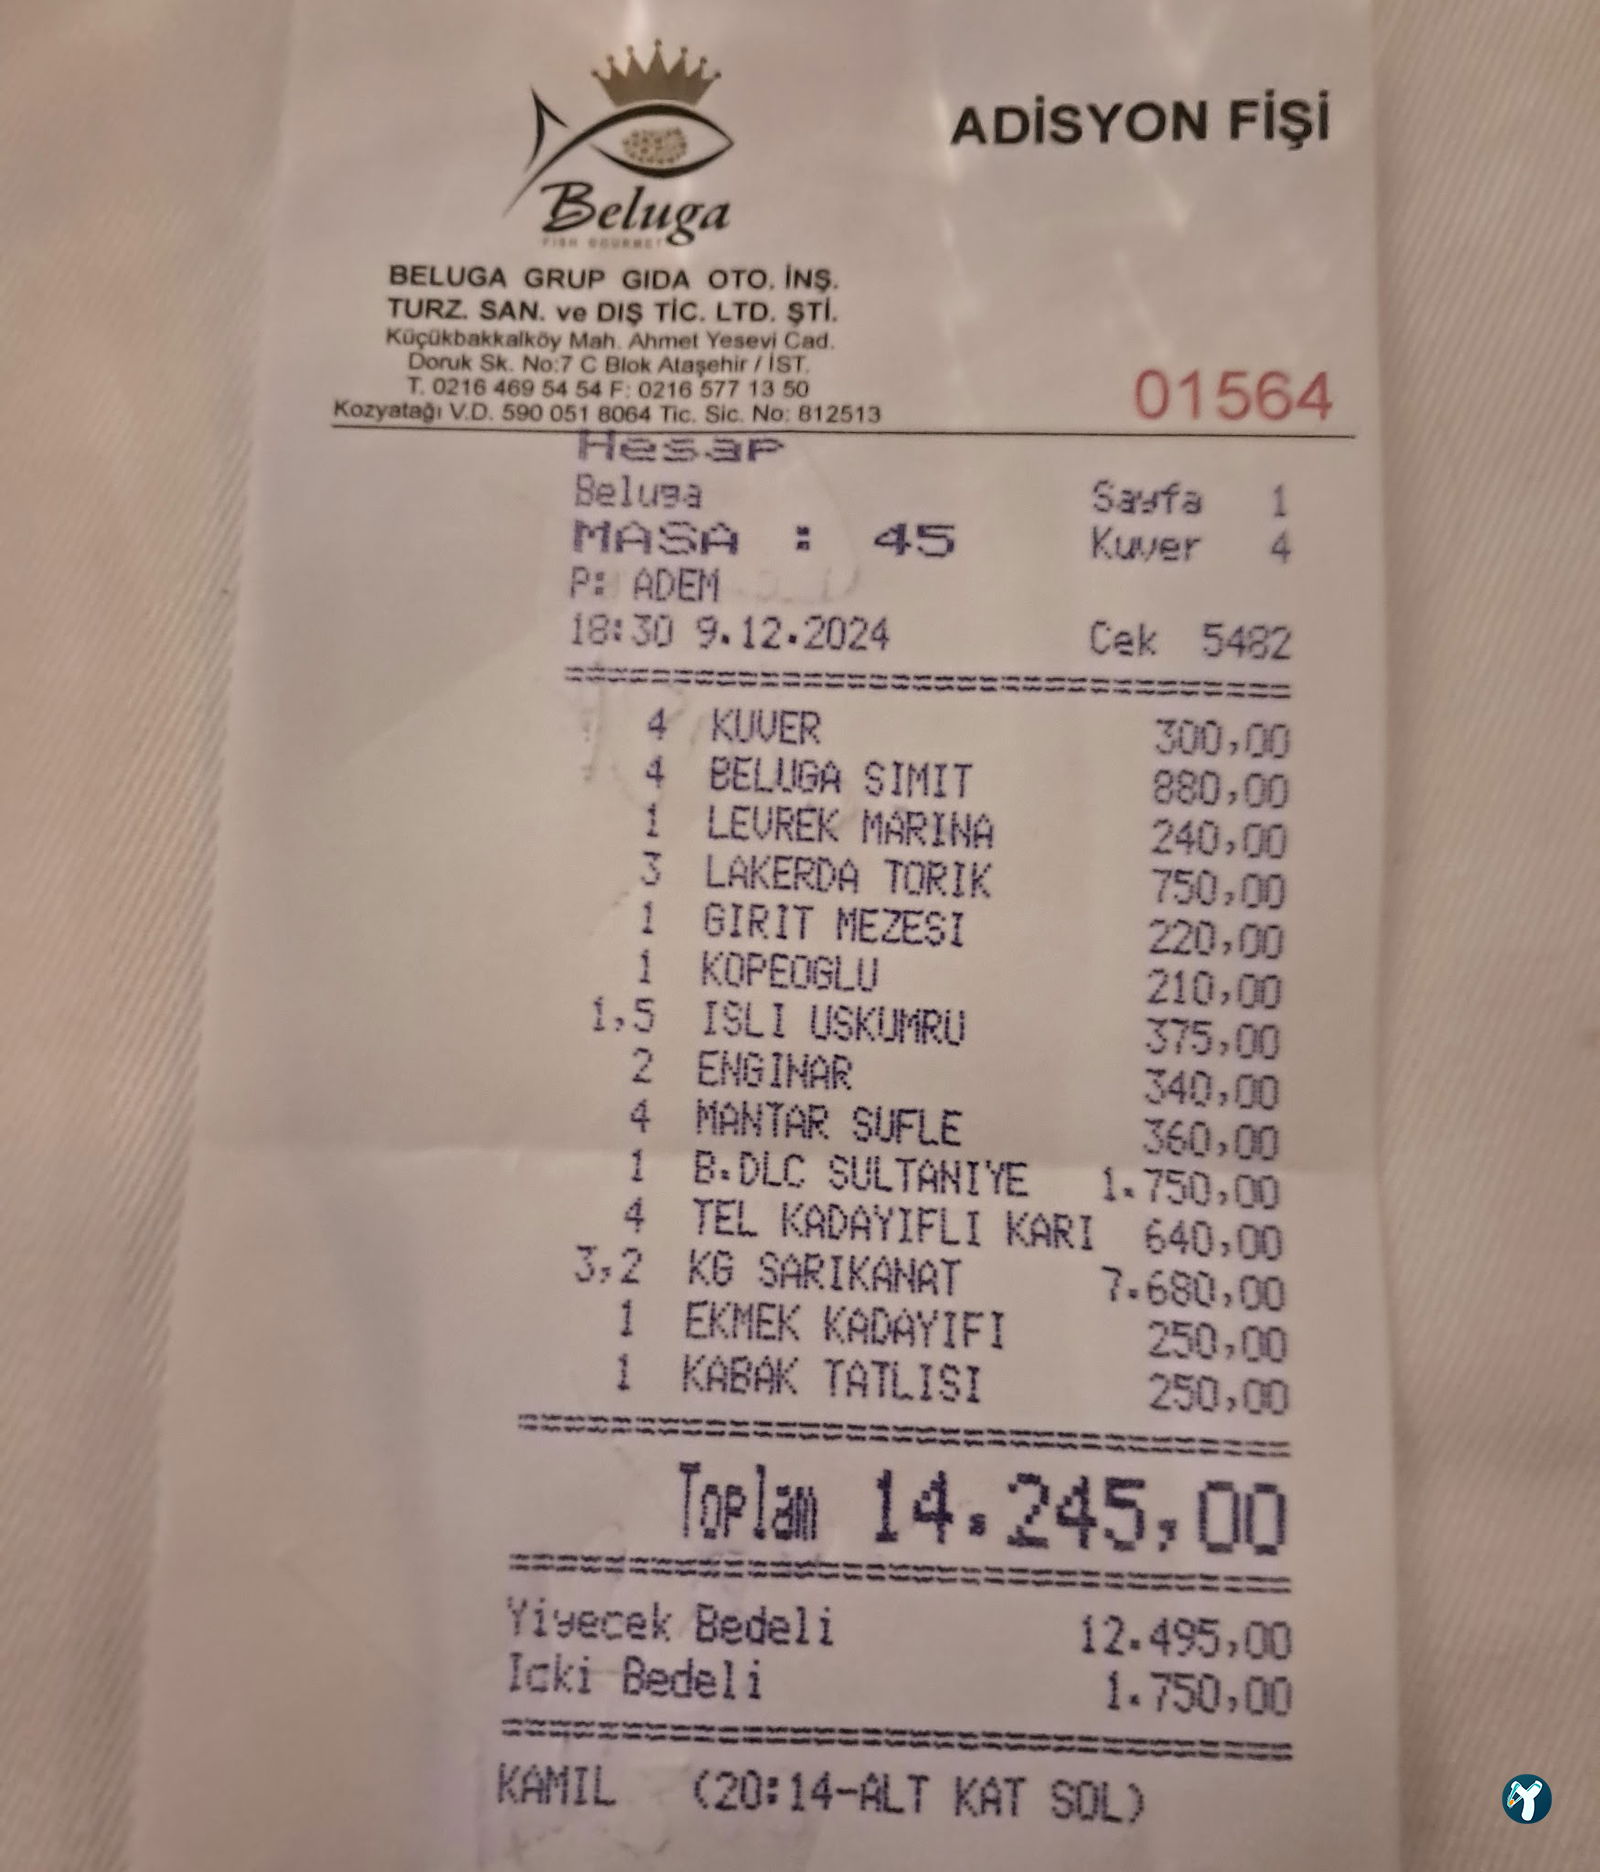 ADİSYON FİŞİ
Beluga
FISH GOURMET
BELUGA GRUP GIDA OTO. İNŞ.
TURZ. SAN. ve DIŞ TİC. LTD. ŞTİ.
Küçükbakkalköy Mah. Ahmet Yesevi Cad.
Doruk Sk. No:7 C Blok Ataşehir / İST.
T. 0216 469 54 54 F: 0216 577 13 50
Kozyatağı V.D. 590 051 8064 Tic. Sic. No: 812513
01564
Hesap
Beluga Sayfa 1
MASA : 45 Kuver 4
P: ADEM
18:30 9.12.2024 Cek 5482
4 KUVER 300,00
4 BELUGA SIMIT 880,00
1 LEVREK MARINA 240,00
3 LAKERDA TORIK 750,00
1 GIRIT MEZESI 220,00
1 KOPEOGLU 210,00
1,5 ISLI USKUMRU 375,00
2 ENGINAR 340,00
4 MANTAR SUFLE 360,00
1 B.DLC SULTANIYE 1.750,00
4 TEL KADAYIFLI KARI 640,00
3,2 KG SARIKANAT 7.680,00
1 EKMEK KADAYIFI 250,00
1 KABAK TATLISI 250,00
Toplam 14.245,00
Yiyecek Bedeli 12.495,00
Icki Bedeli 1.750,00
KAMIL (20:14-ALT KAT SOL)